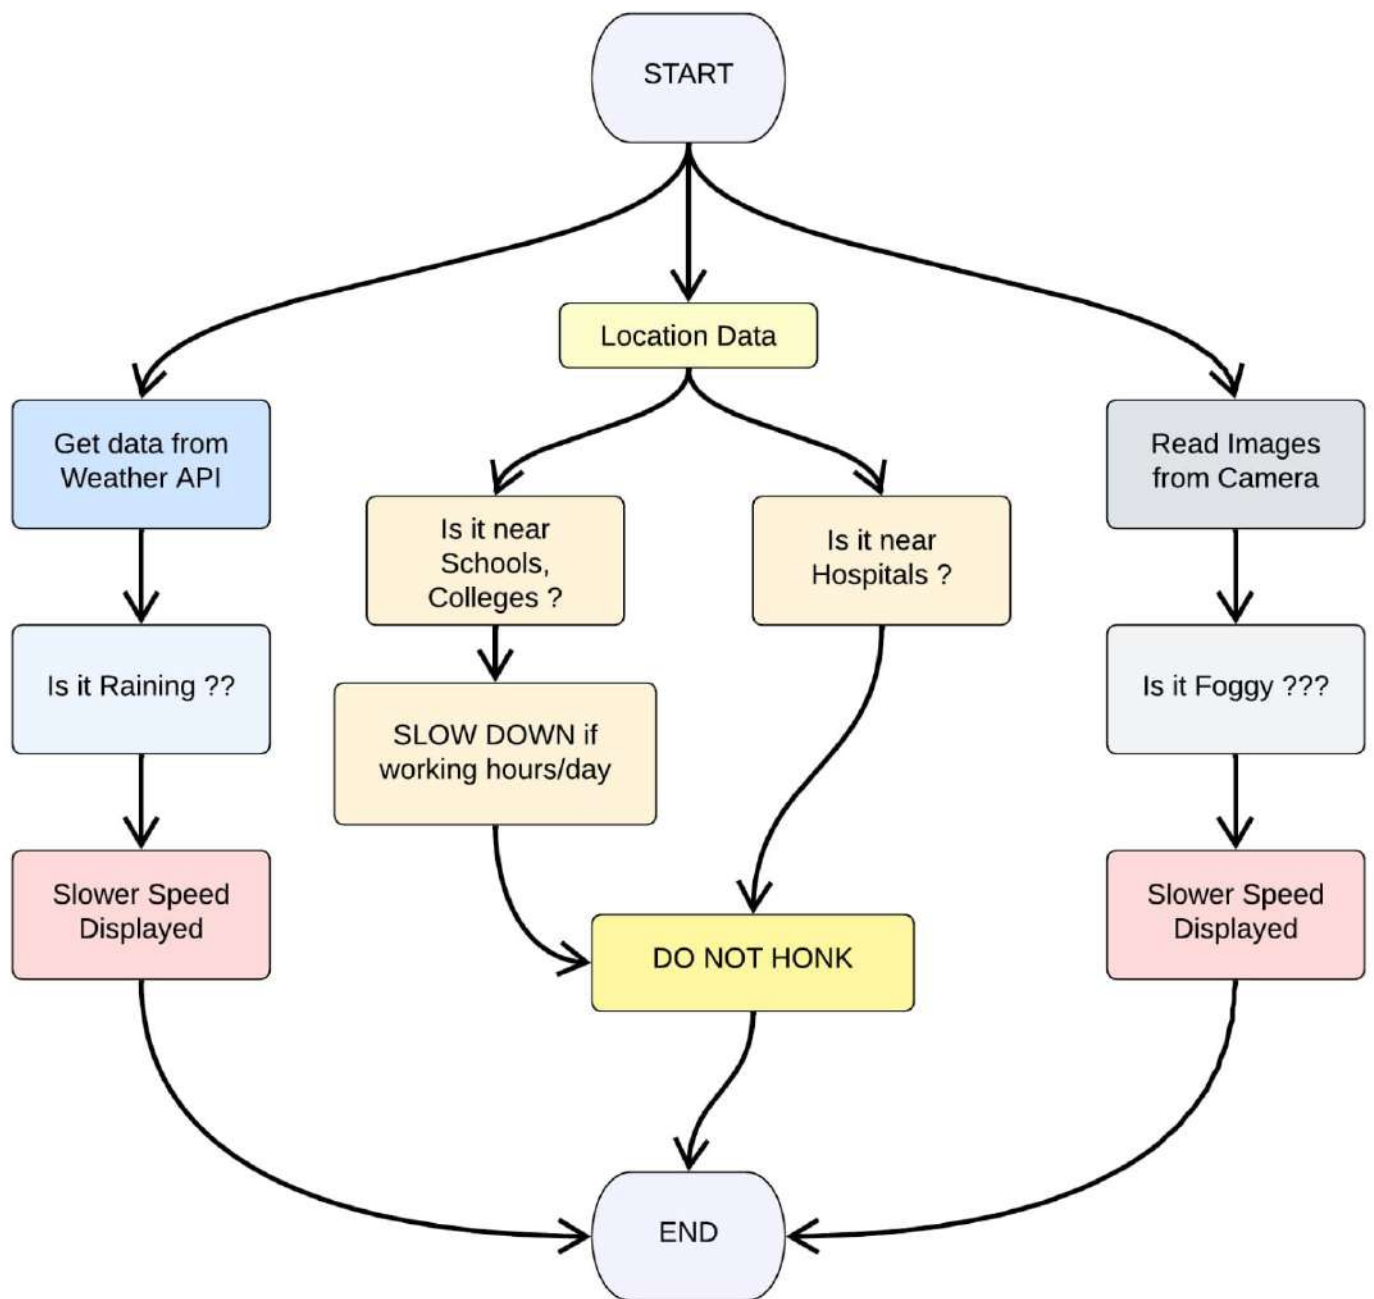 START
Location Data
Get data from
Weather API
Is it near
Schools,
Colleges ?
Is it near
Hospitals ?
Read Images
from Camera
Is it Raining ??
SLOW DOWN if
working hours/day
Is it Foggy ???
Slower Speed
Displayed
DO NOT HONK
Slower Speed
Displayed
END